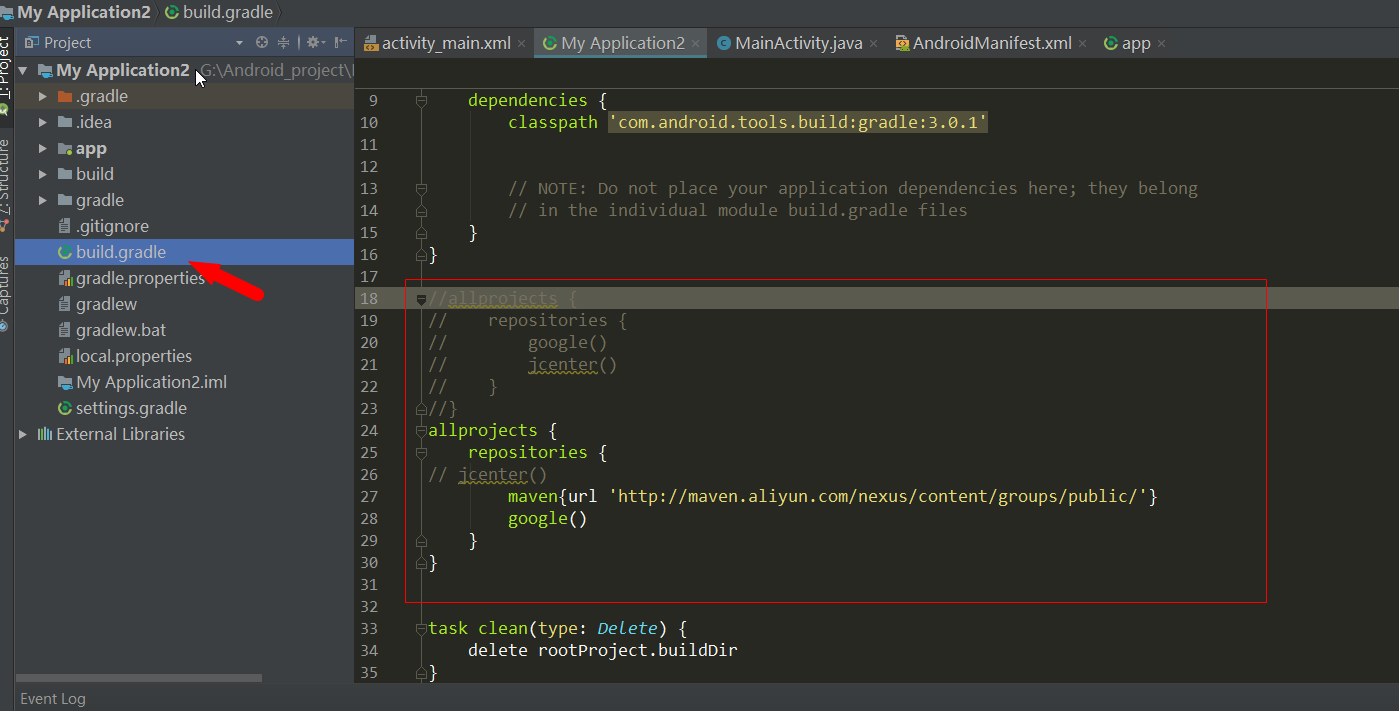 My Application2
build.gradle
1: Project
7: Structure
Captures
Project
My Application2 G:\Android_project\
.gradle
.idea
app
build
gradle
.gitignore
build.gradle
gradle.properties
gradlew
gradlew.bat
local.properties
My Application2.iml
settings.gradle
External Libraries
activity_main.xml × My Application2 × MainActivity.java × AndroidManifest.xml × app ×
9 dependencies {
10 classpath 'com.android.tools.build:gradle:3.0.1'
11
12
13 // NOTE: Do not place your application dependencies here; they belong
14 // in the individual module build.gradle files
15 }
16 }
17
18 //allprojects {
19 // repositories {
20 // google()
21 // jcenter()
22 // }
23 //}
24 allprojects {
25 repositories {
26 // jcenter()
27 maven{url 'http://maven.aliyun.com/nexus/content/groups/public/'}
28 google()
29 }
30 }
31
32
33 task clean(type: Delete) {
34 delete rootProject.buildDir
35 }
Event Log